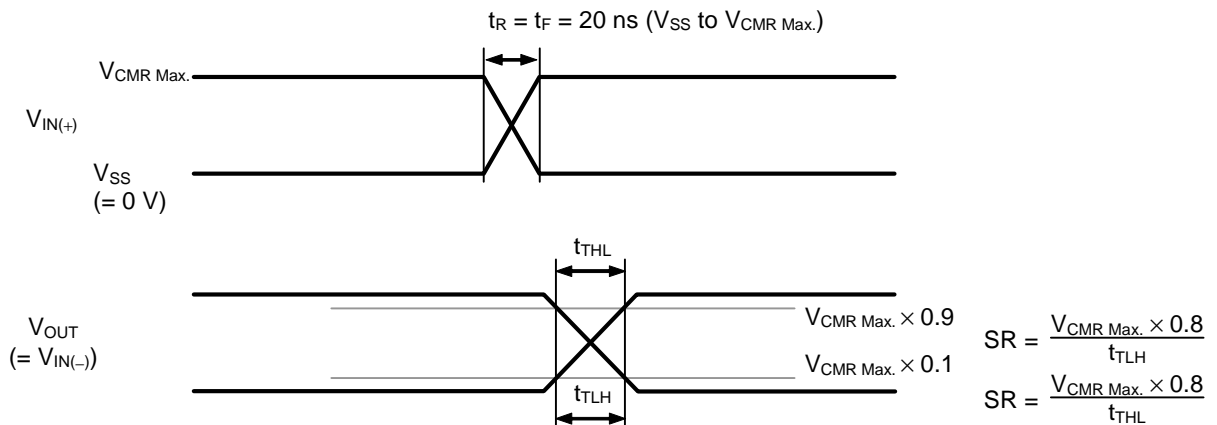 tR = tF = 20 ns (VSS to VCMR Max.)
VCMR Max.
VIN(+)
VSS
(= 0 V)
tTHL
VOUT
(= VIN(−))
VCMR Max. × 0.9
VCMR Max. × 0.1
tTLH
SR = VCMR Max. × 0.8
tTLH
SR = VCMR Max. × 0.8
tTHL